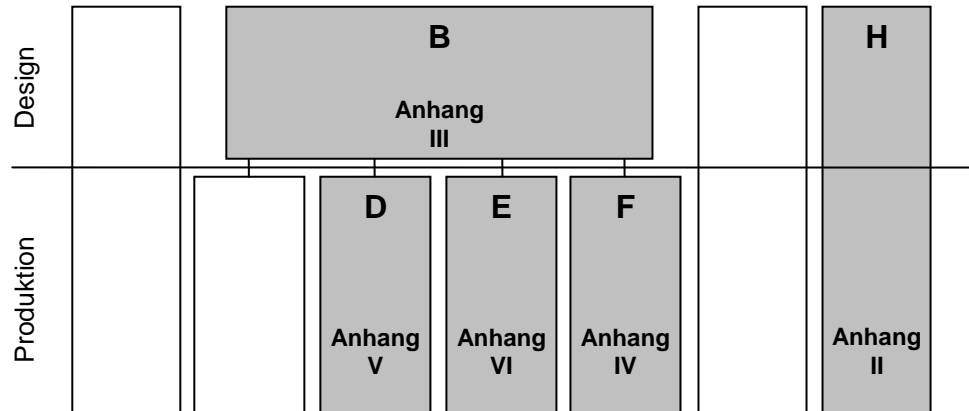 Design
B
Anhang
III
H
Produktion
D
Anhang
V
E
Anhang
VI
F
Anhang
IV
Anhang
II